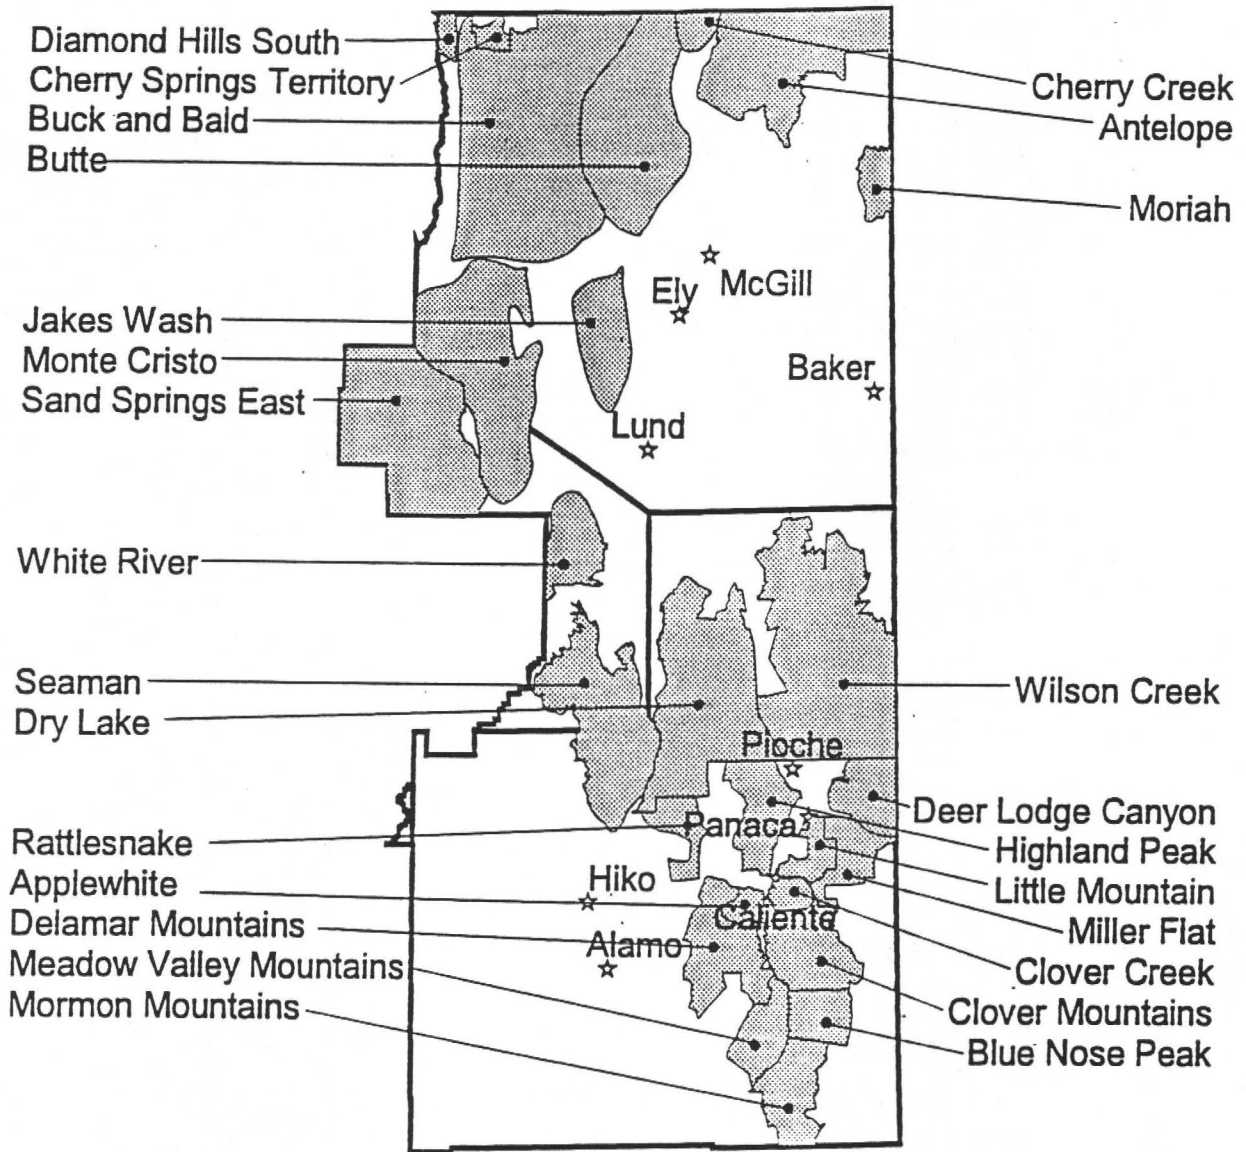 Diamond Hills South
Cherry Springs Territory
Buck and Bald
Butte
Cherry Creek
Antelope
Moriah
McGill
Ely
Jakes Wash
Monte Cristo
Sand Springs East
Baker
Lund
White River
Seaman
Dry Lake
Wilson Creek
Pioche
Deer Lodge Canyon
Panaca
Highland Peak
Rattlesnake
Little Mountain
Applewhite
Hiko
Miller Flat
Delamar Mountains
Caliente
Alamo
Clover Creek
Meadow Valley Mountains
Clover Mountains
Mormon Mountains
Blue Nose Peak